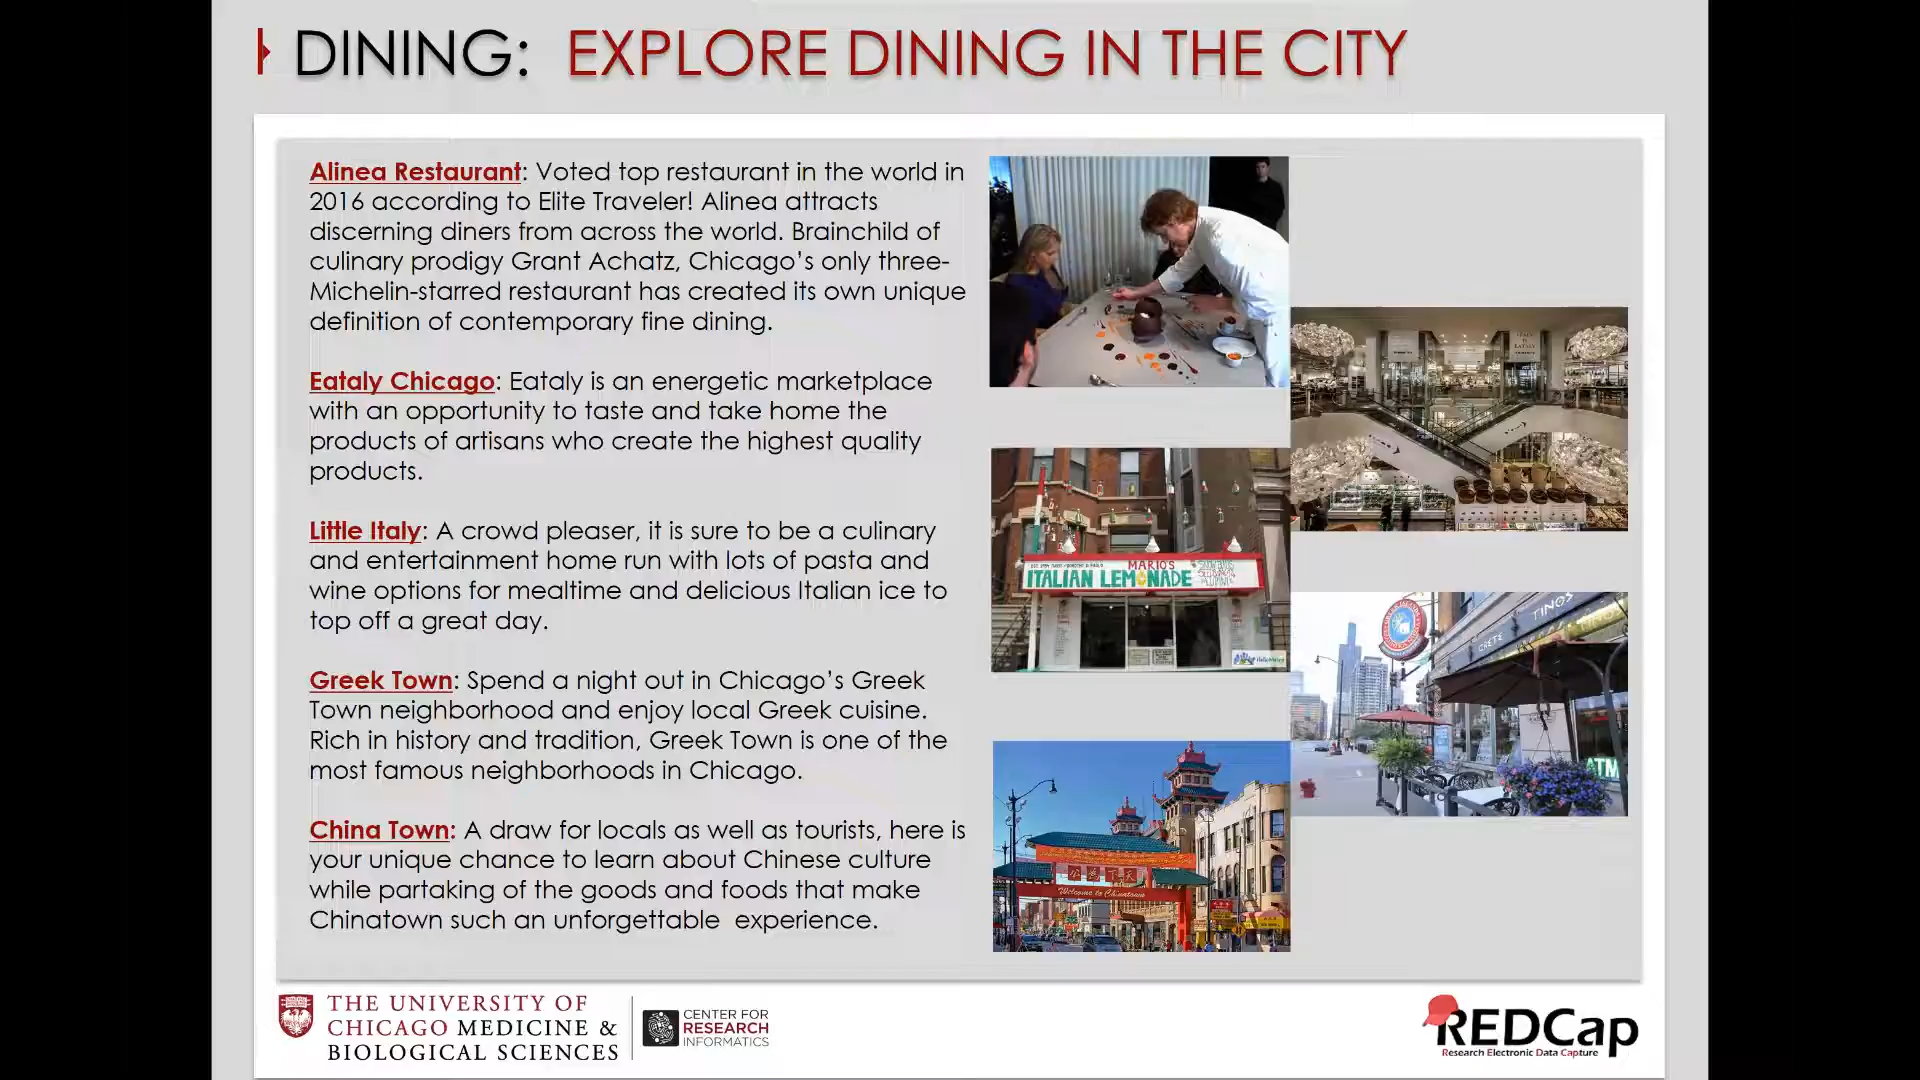 DINING: EXPLORE DINING IN THE CITY
Alinea Restaurant: Voted top restaurant in the world in
2016 according to Elite Traveler! Alinea attracts
discerning diners from across the world. Brainchild of
culinary prodigy Grant Achatz, Chicago’s only three-
Michelin-starred restaurant has created its own unique
definition of contemporary fine dining.
Eataly Chicago: Eataly is an energetic marketplace
with an opportunity to taste and take home the
products of artisans who create the highest quality
products.
Little Italy: A crowd pleaser, it is sure to be a culinary
and entertainment home run with lots of pasta and
wine options for mealtime and delicious Italian ice to
top off a great day.
Greek Town: Spend a night out in Chicago’s Greek
Town neighborhood and enjoy local Greek cuisine.
Rich in history and tradition, Greek Town is one of the
most famous neighborhoods in Chicago.
China Town: A draw for locals as well as tourists, here is
your unique chance to learn about Chinese culture
while partaking of the goods and foods that make
Chinatown such an unforgettable  experience.
MARIO'S
ITALIAN LEMONADE
CRETE TINOS
ATM
Welcome to Chinatown
THE UNIVERSITY OF
CHICAGO MEDICINE &
BIOLOGICAL SCIENCES
CENTER FOR
RESEARCH
INFORMATICS
REDCap
Research Electronic Data Capture